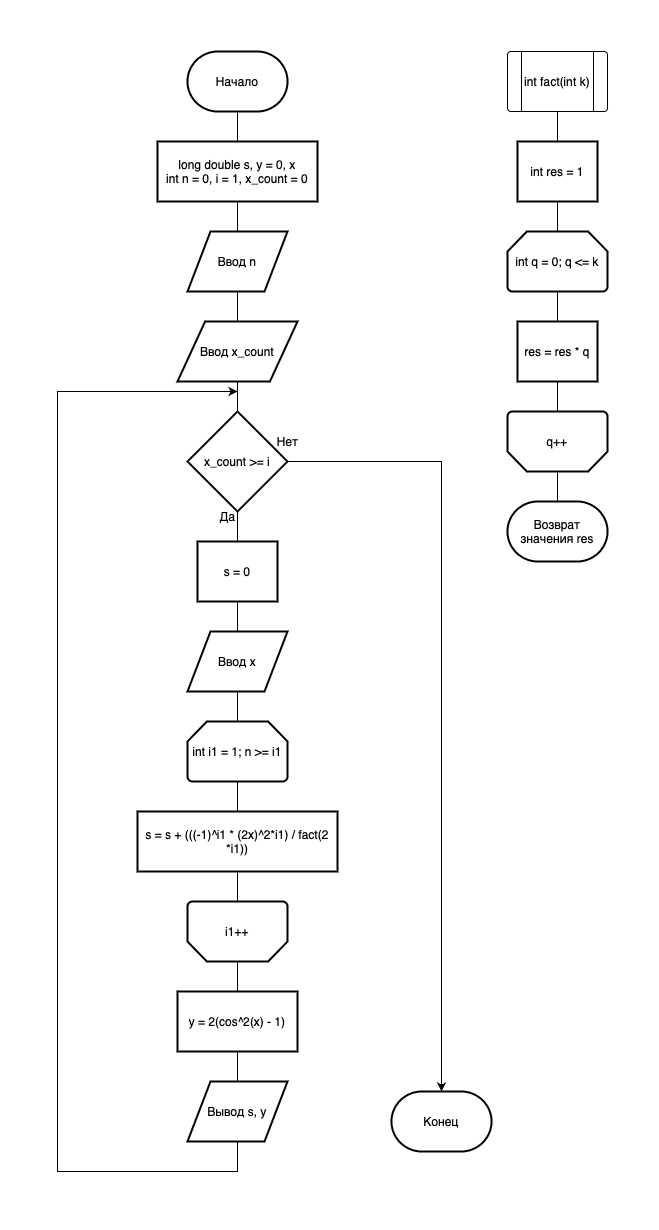 Начало
long double s, y = 0, x
int n = 0, i = 1, x_count = 0
Ввод n
Ввод x_count
x_count >= i
Нет
Да
s = 0
Ввод x
int i1 = 1; n >= i1
s = s + (((-1)^i1 * (2x)^2*i1) / fact(2
*i1))
i1++
y = 2(cos^2(x) - 1)
Вывод s, y
Конец
int fact(int k)
int res = 1
int q = 0; q <= k
res = res * q
q++
Возврат
значения res